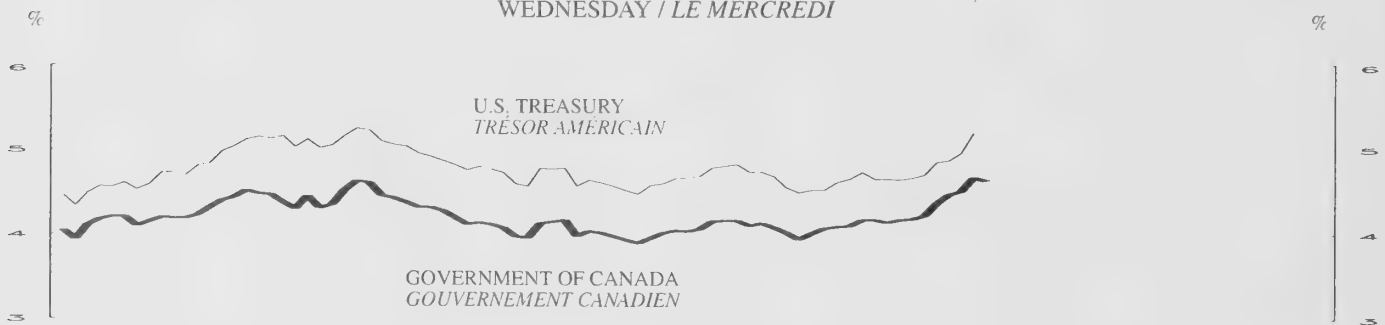 WEDNESDAY / LE MERCREDI
% %
6 6
U.S. TREASURY
TRÉSOR AMÉRICAIN
5 5
4 4
GOVERNMENT OF CANADA
GOUVERNEMENT CANADIEN
3 3